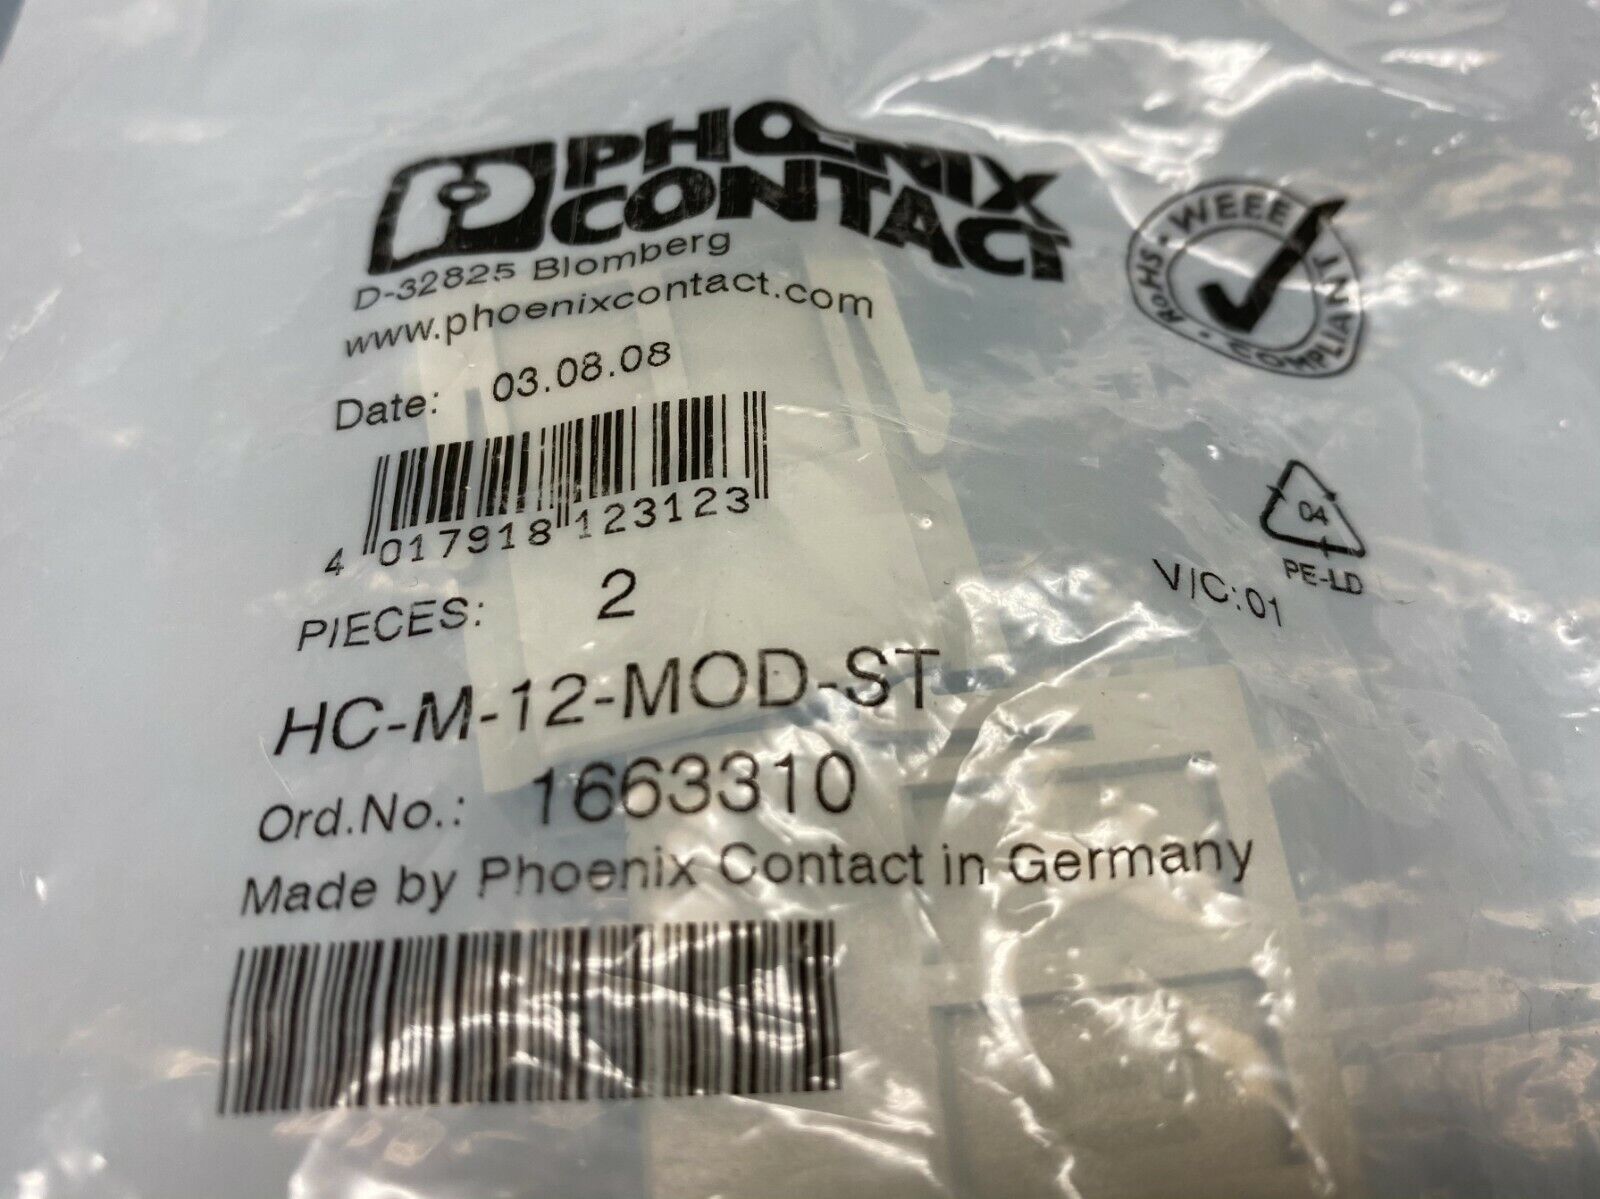 PHOENIX
CONTACT
D-32825 Blomberg
www.phoenixcontact.com
WEEE
RoHS
COMPLIANT
Date: 03.08.08
4 017918 123123
PIECES: 2
04
PE-LD
V/C:01
HC-M-12-MOD-ST
Ord.No.: 1663310
Made by Phoenix Contact in Germany